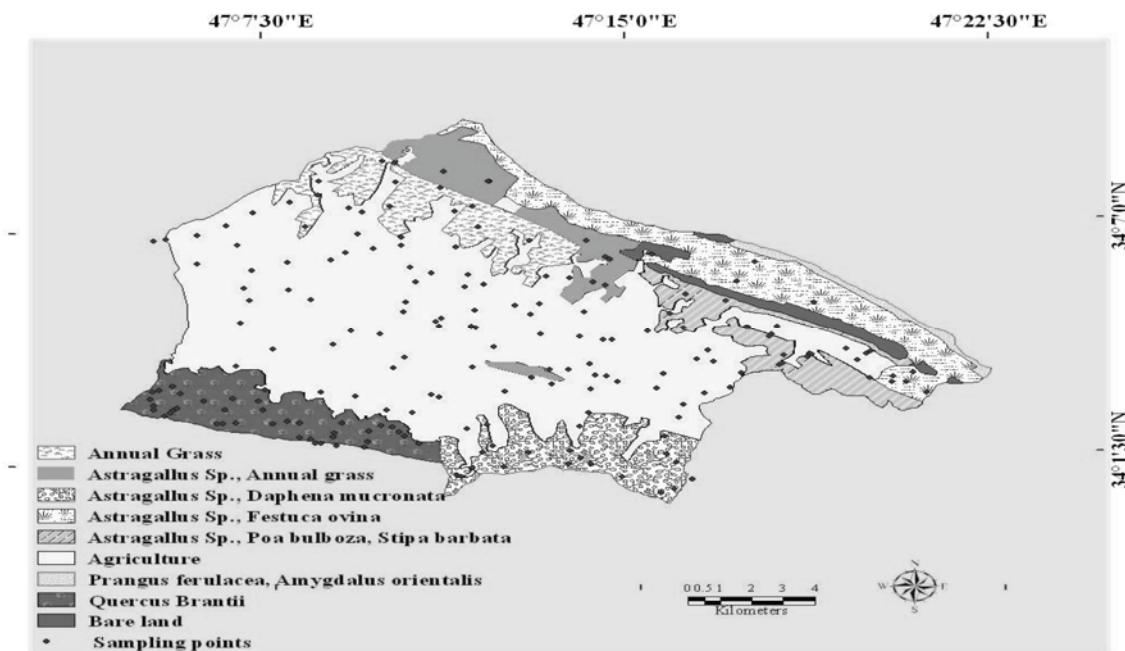 47°7'30"E 47°15'0"E 47°22'30"E
34°7'0"N
34°1'30"N
Annual Grass
Astragallus Sp., Annual grass
Astragallus Sp., Daphena mucronata
Astragallus Sp., Festuca ovina
Astragallus Sp., Poa bulboza, Stipa barbata
Agriculture
Prangus ferulacea, Amygdalus orientalis
Quercus Brantii
Bare land
Sampling points
N
W E
S
0 0.5 1 2 3 4
Kilometers